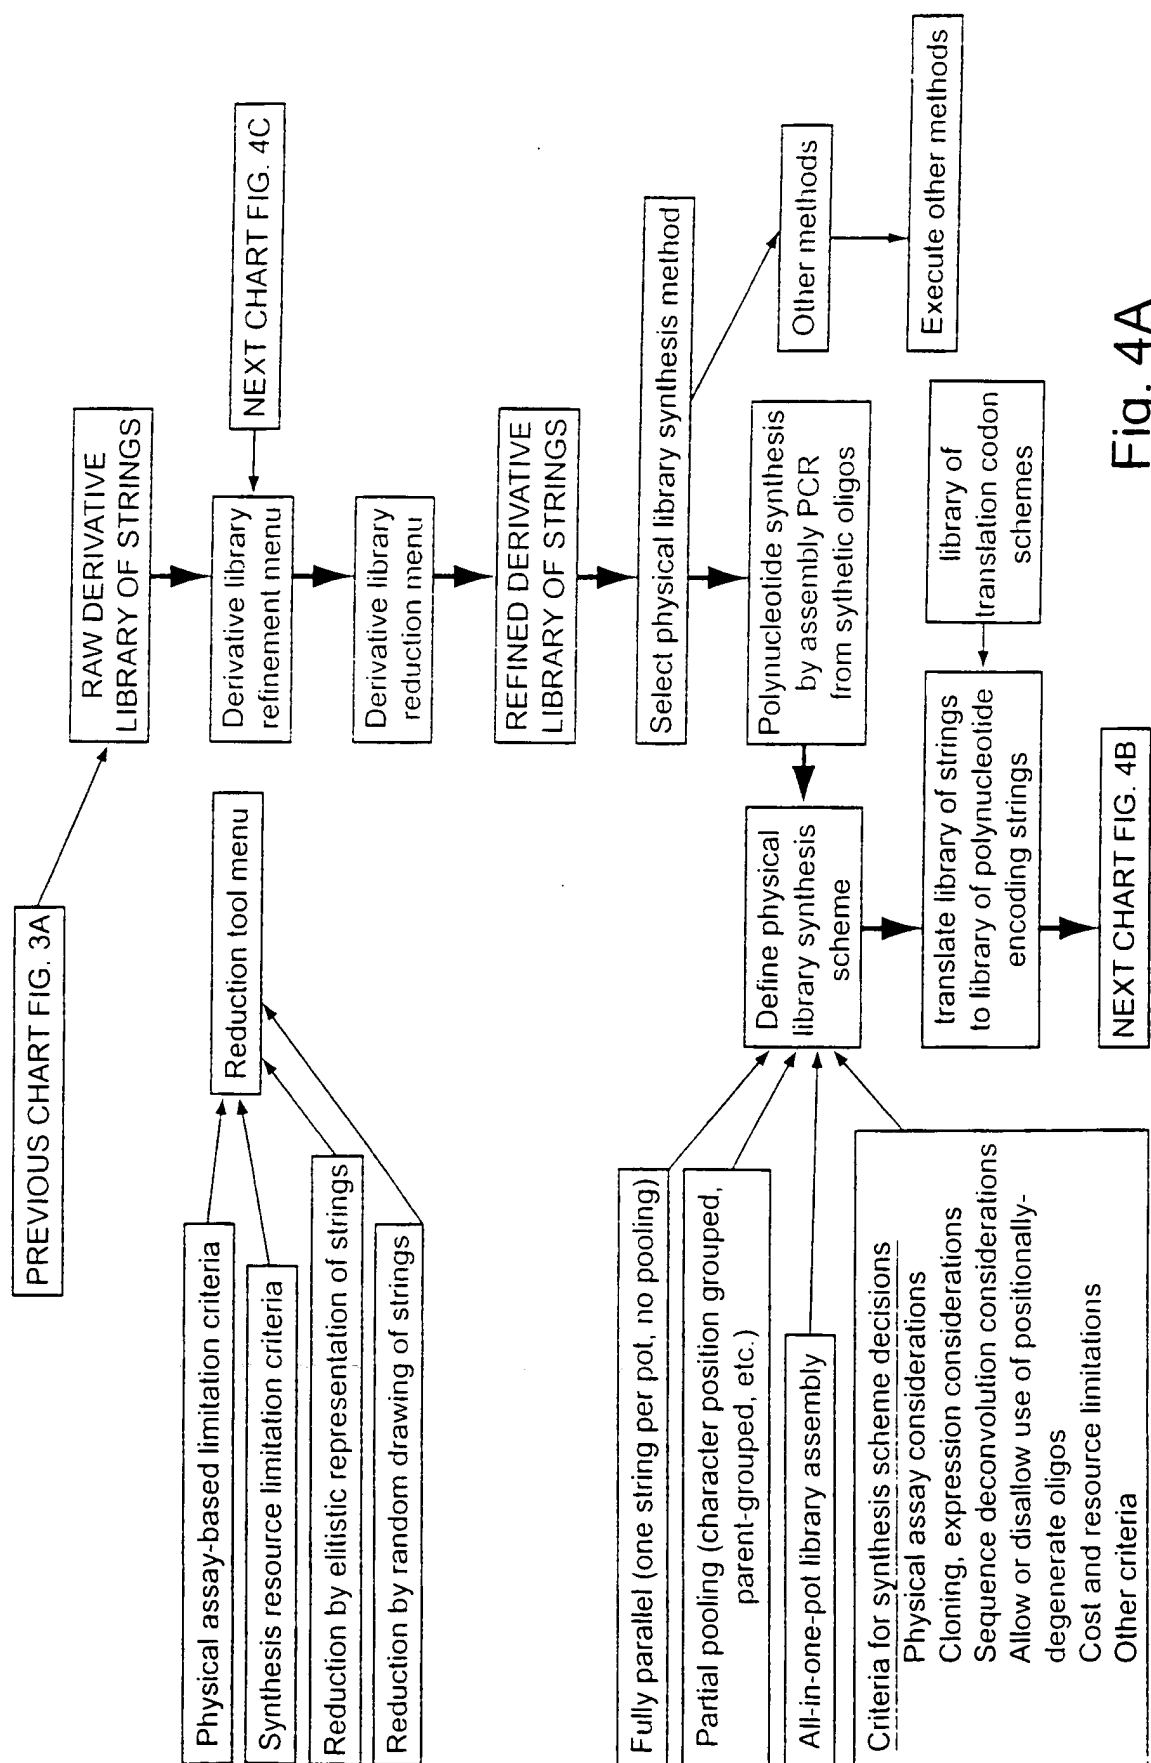 PREVIOUS CHART FIG. 3A
RAW DERIVATIVE
LIBRARY OF STRINGS
Physical assay-based limitation criteria
Synthesis resource limitation criteria
Reduction by elitistic representation of strings
Reduction by random drawing of strings
Reduction tool menu
Derivative library
refinement menu
NEXT CHART FIG. 4C
Derivative library
reduction menu
REFINED DERIVATIVE
LIBRARY OF STRINGS
Select physical library synthesis method
Fully parallel (one string per pot, no pooling)
Partial pooling (character position grouped,
parent-grouped, etc.)
All-in-one-pot library assembly
Criteria for synthesis scheme decisions
Physical assay considerations
Cloning, expression considerations
Sequence deconvolution considerations
Allow or disallow use of positionally-
degenerate oligos
Cost and resource limitations
Other criteria
Define physical
library synthesis
scheme
Polynucleotide synthesis
by assembly PCR
from sythetic oligos
Other methods
Execute other methods
translate library of strings
to library of polynucleotide
encoding strings
library of
translation codon
schemes
NEXT CHART FIG. 4B
Fig. 4A